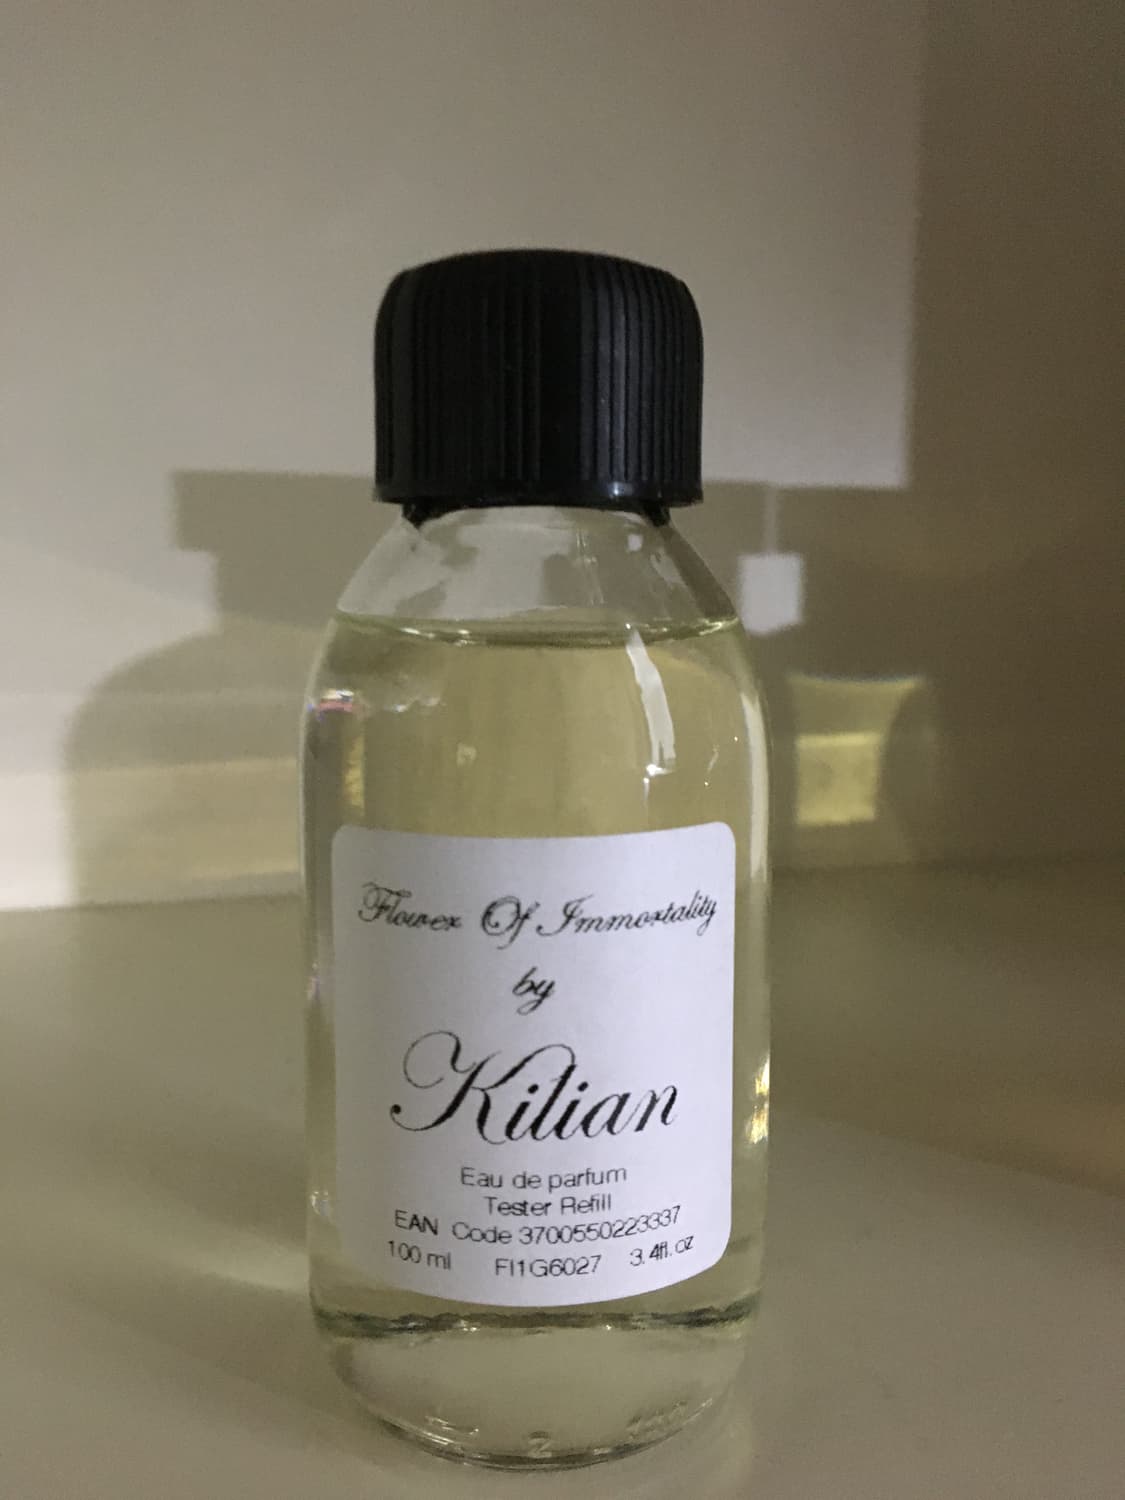 Flower Of Immortality
by
Kilian
Eau de parfum
Tester Refill
EAN Code 3700550223337
100 ml FI1G6027 3.4fl.oz
2